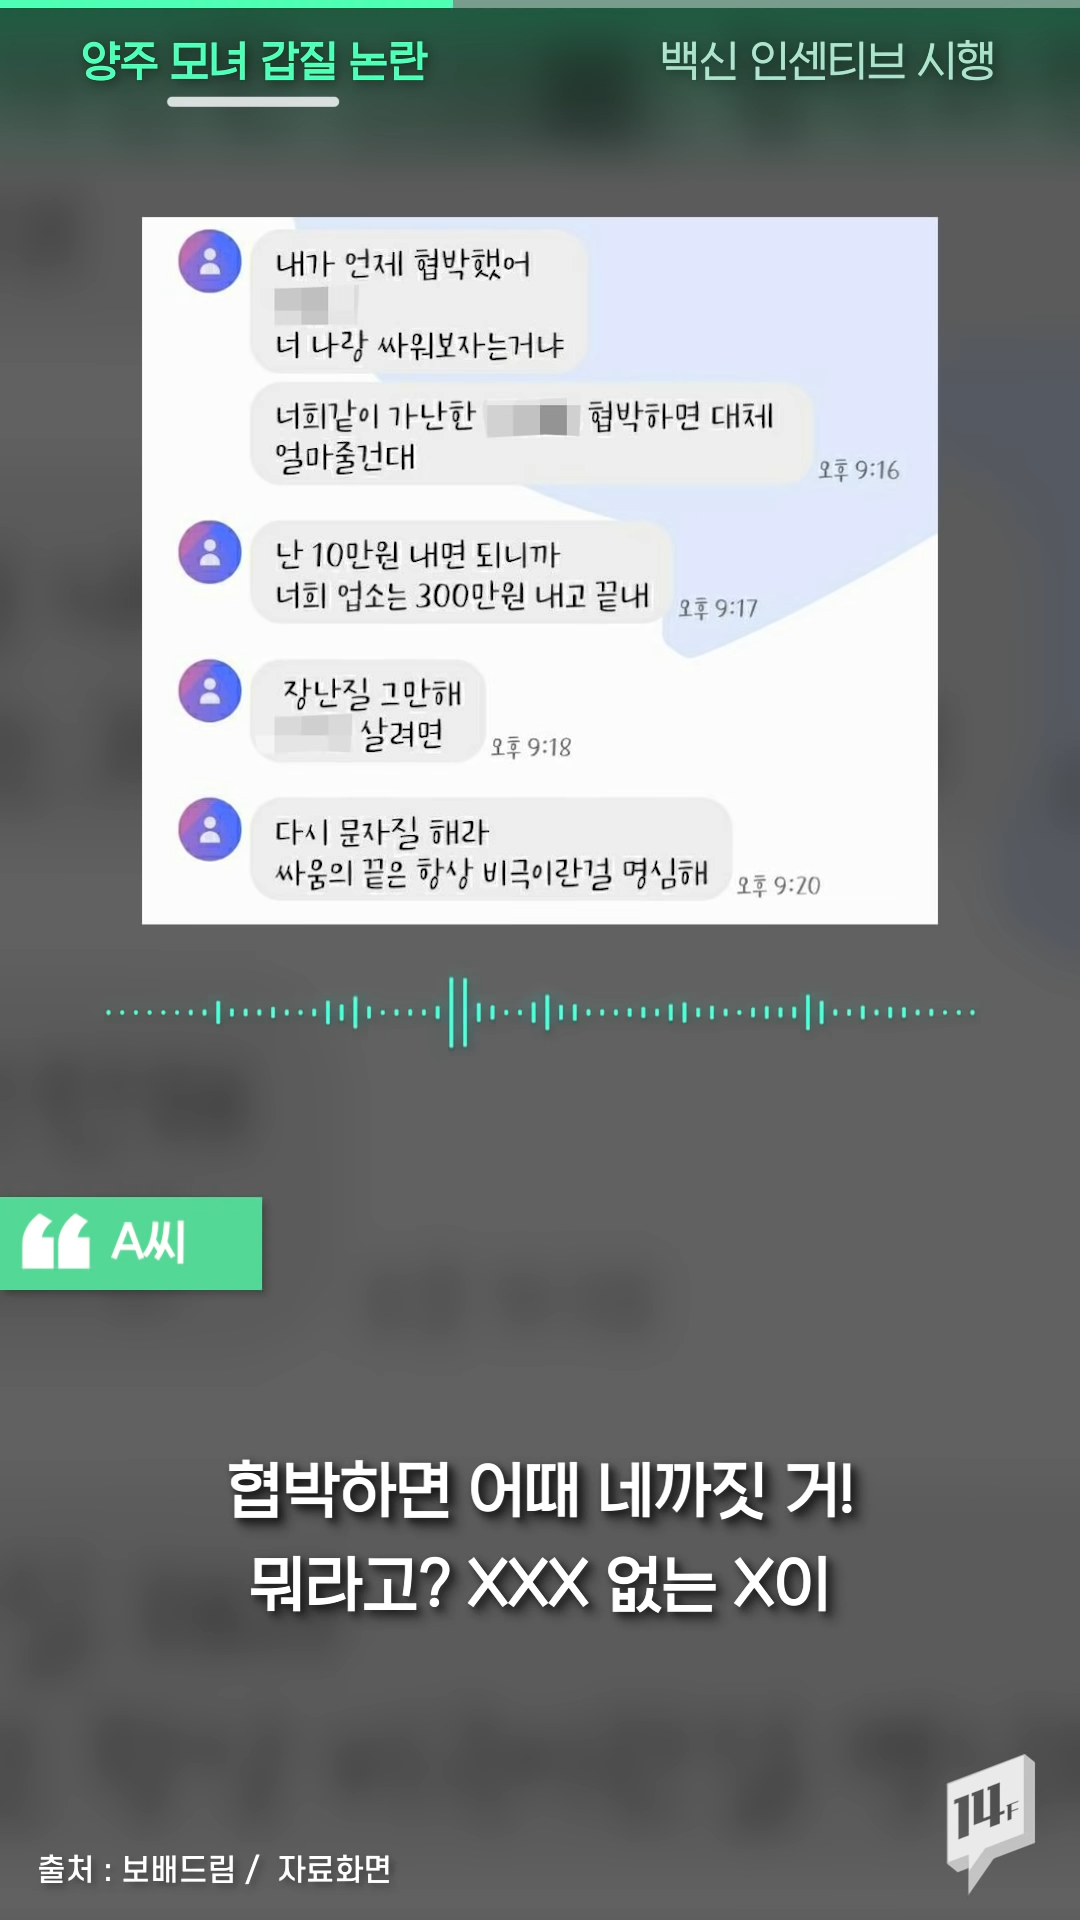 양주 모녀 갑질 논란
백신 인센티브 시행
내가 언제 협박했어
너 나랑 싸워보자는거냐
너희같이 가난한 협박하면 대체
얼마줄건대
오후 9:16
난 10만원 내면 되니까
너희 업소는 300만원 내고 끝내
오후 9:17
장난질 그만해
살려면
오후 9:18
다시 문자질 해라
싸움의 끝은 항상 비극이란걸 명심해
오후 9:20
A씨
협박하면 어때 네까짓 거!
뭐라고? XXX 없는 X이
14F
출처 : 보배드림 / 자료화면